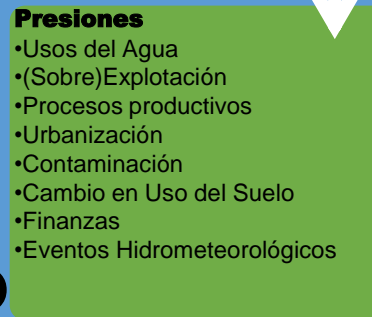 Presiones
•Usos del Agua
•(Sobre)Explotación
•Procesos productivos
•Urbanización
•Contaminación
•Cambio en Uso del Suelo
•Finanzas
•Eventos Hidrometeorológicos